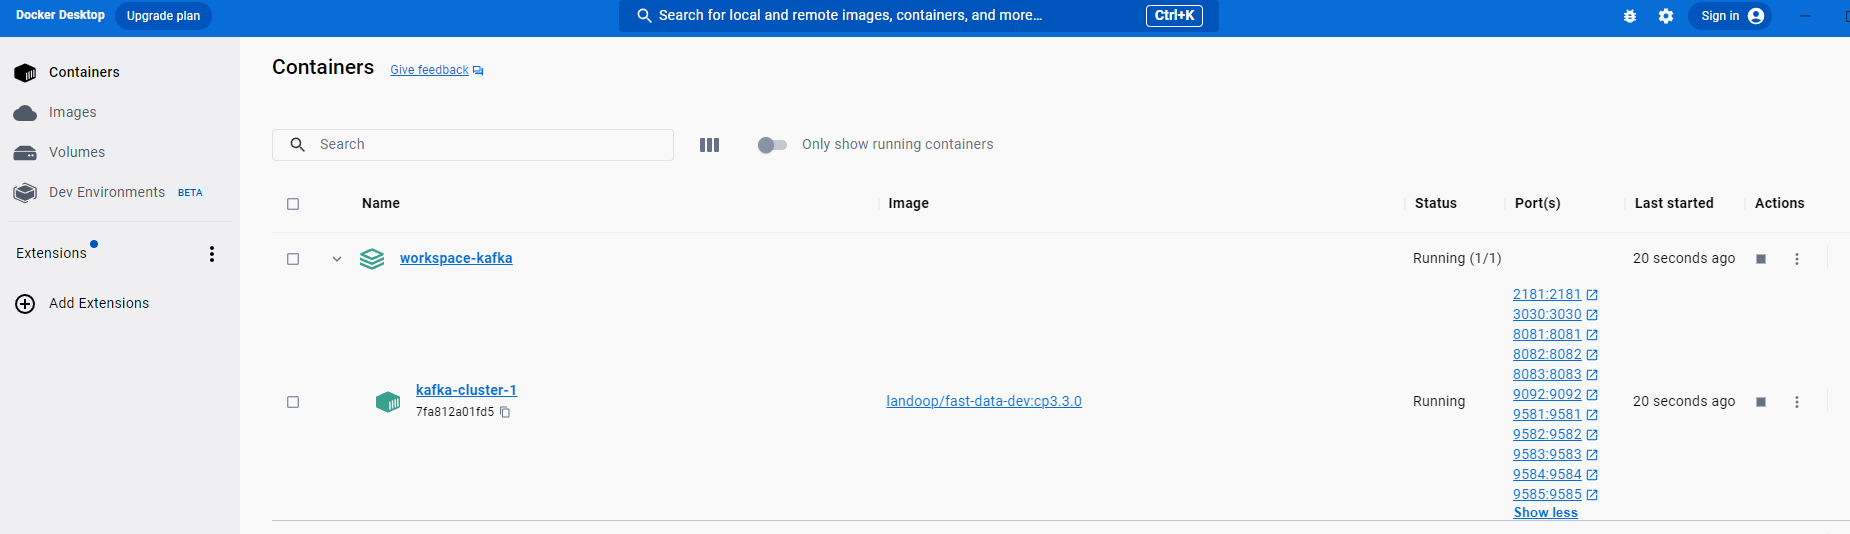 Docker Desktop Upgrade plan Search for local and remote images, containers, and more... Ctrl+K Sign in
Containers
Images
Volumes
Dev Environments BETA
Extensions
Add Extensions
Containers Give feedback
Search Only show running containers
Name Image Status Port(s) Last started Actions
workspace-kafka Running (1/1) 20 seconds ago
kafka-cluster-1
7fa812a01fd5
landoop/fast-data-dev:cp3.3.0
Running
2181:2181
3030:3030
8081:8081
8082:8082
8083:8083
9092:9092
9581:9581
9582:9582
9583:9583
9584:9584
9585:9585
Show less
20 seconds ago